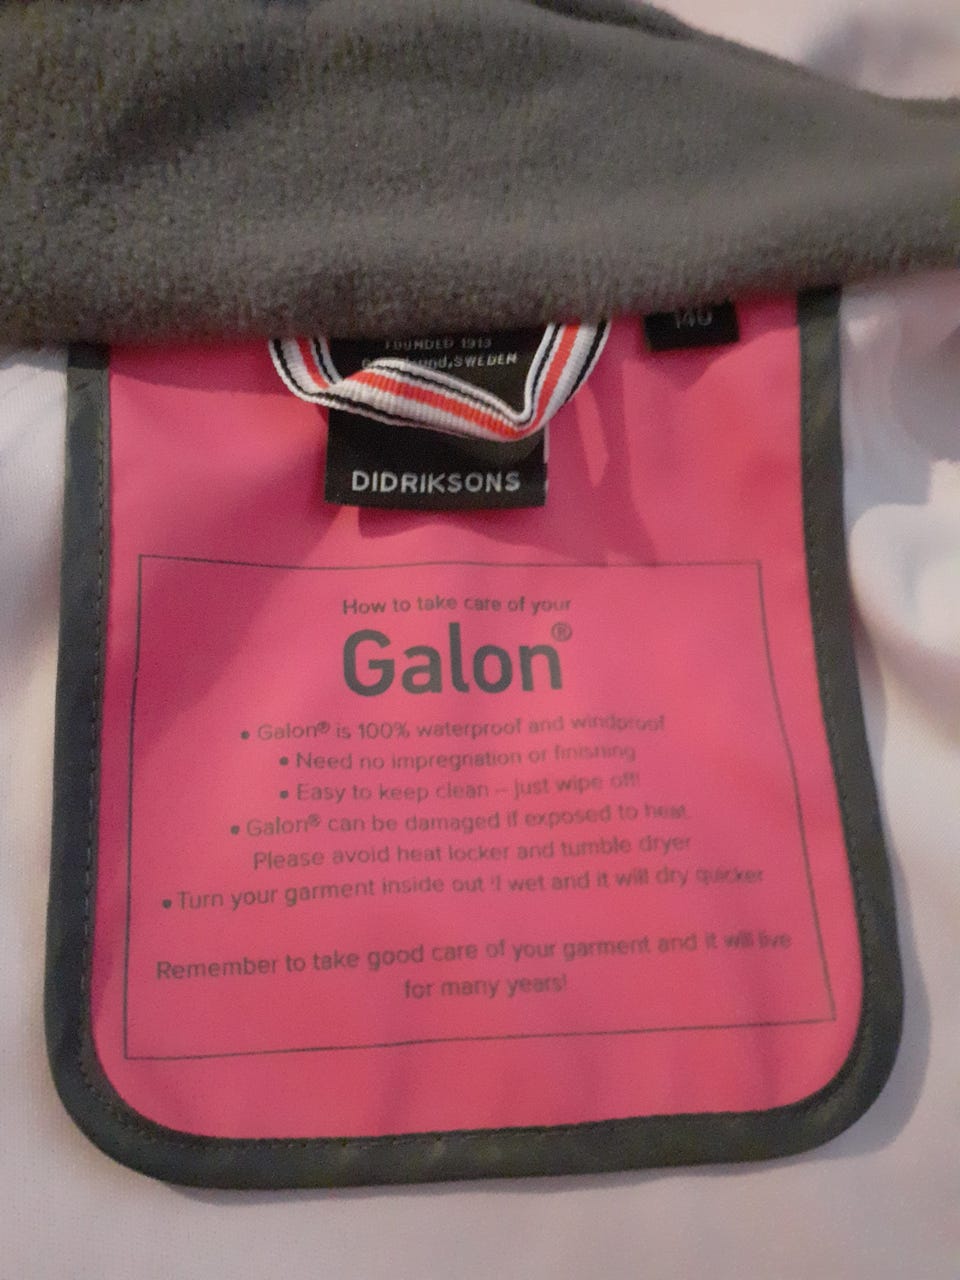 FOUNDED 1913
SWEDEN
140
DIDRIKSONS
How to take care of your
Galon®
• Galon® is 100% waterproof and windproof
• Need no impregnation or finishing
• Easy to keep clean – just wipe off!
• Galon® can be damaged if exposed to heat.
Please avoid heat locker and tumble dryer
• Turn your garment inside out if wet and it will dry quicker
Remember to take good care of your garment and it will live
for many years!